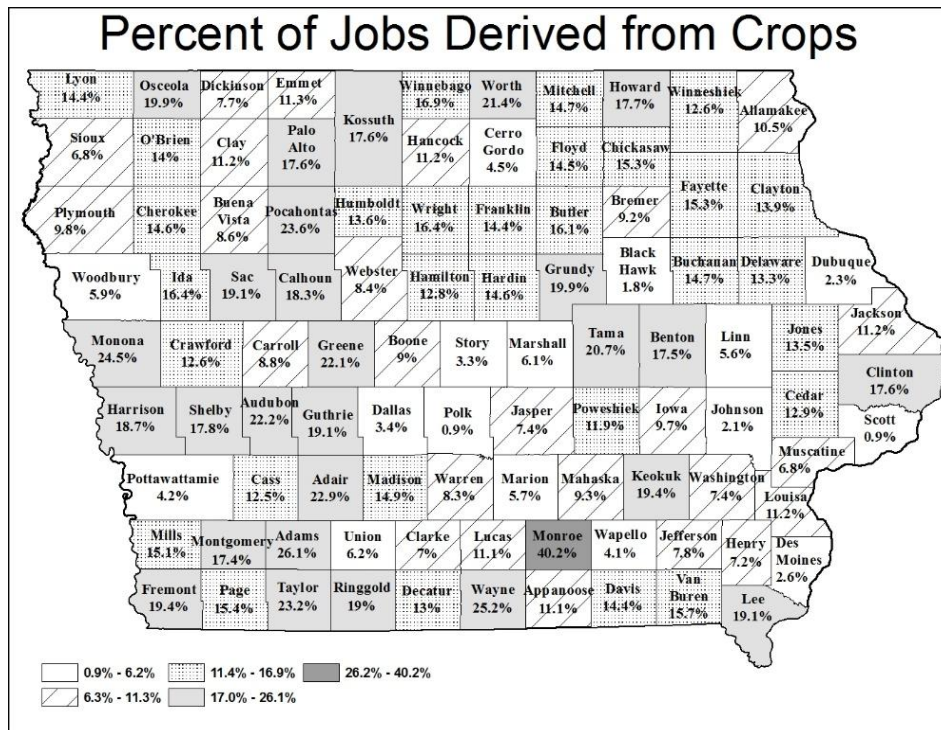 Percent of Jobs Derived from Crops
Lyon
14.4%
Osceola
19.9%
Dickinson
7.7%
Emmet
11.3%
Kossuth
17.6%
Winnebago
16.9%
Worth
21.4%
Mitchell
14.7%
Howard
17.7%
Winneshiek
12.6%
Allamakee
10.5%
Sioux
6.8%
O'Brien
14%
Clay
11.2%
Palo
Alto
17.6%
Hancock
11.2%
Cerro
Gordo
4.5%
Floyd
14.5%
Chickasaw
15.3%
Fayette
15.3%
Clayton
13.9%
Plymouth
9.8%
Cherokee
14.6%
Buena
Vista
8.6%
Pocahontas
23.6%
Humboldt
13.6%
Wright
16.4%
Franklin
14.4%
Butler
16.1%
Bremer
9.2%
Woodbury
5.9%
Ida
16.4%
Sac
19.1%
Calhoun
18.3%
Webster
8.4%
Hamilton
12.8%
Hardin
14.6%
Grundy
19.9%
Black
Hawk
1.8%
Buchanan
14.7%
Delaware
13.3%
Dubuque
2.3%
Monona
24.5%
Crawford
12.6%
Carroll
8.8%
Greene
22.1%
Boone
9%
Story
3.3%
Marshall
6.1%
Tama
20.7%
Benton
17.5%
Linn
5.6%
Jones
13.5%
Jackson
11.2%
Clinton
17.6%
Harrison
18.7%
Shelby
17.8%
Audubon
22.2%
Guthrie
19.1%
Dallas
3.4%
Polk
0.9%
Jasper
7.4%
Poweshiek
11.9%
Iowa
9.7%
Johnson
2.1%
Cedar
12.9%
Scott
0.9%
Muscatine
6.8%
Pottawattamie
4.2%
Cass
12.5%
Adair
22.9%
Madison
14.9%
Warren
8.3%
Marion
5.7%
Mahaska
9.3%
Keokuk
19.4%
Washington
7.4%
Louisa
11.2%
Mills
15.1%
Montgomery
17.4%
Adams
26.1%
Union
6.2%
Clarke
7%
Lucas
11.1%
Monroe
40.2%
Wapello
4.1%
Jefferson
7.8%
Henry
7.2%
Des
Moines
2.6%
Fremont
19.4%
Page
15.4%
Taylor
23.2%
Ringgold
19%
Decatur
13%
Wayne
25.2%
Appanoose
11.1%
Davis
14.4%
Van
Buren
15.7%
Lee
19.1%
0.9% - 6.2%
11.4% - 16.9%
26.2% - 40.2%
6.3% - 11.3%
17.0% - 26.1%